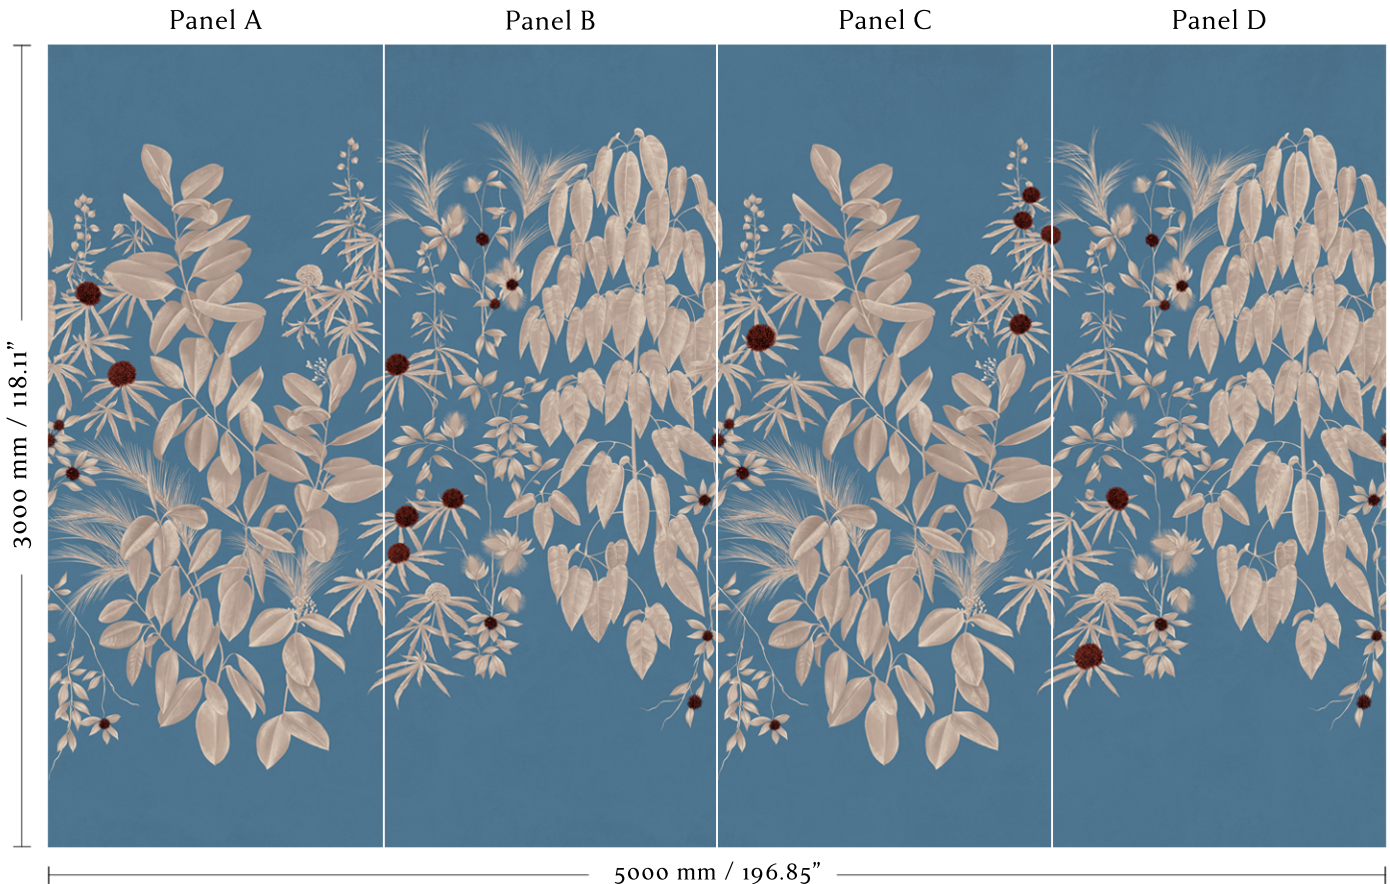 Panel A
Panel B
Panel C
Panel D
3000 mm / 118.11”
5000 mm / 196.85”